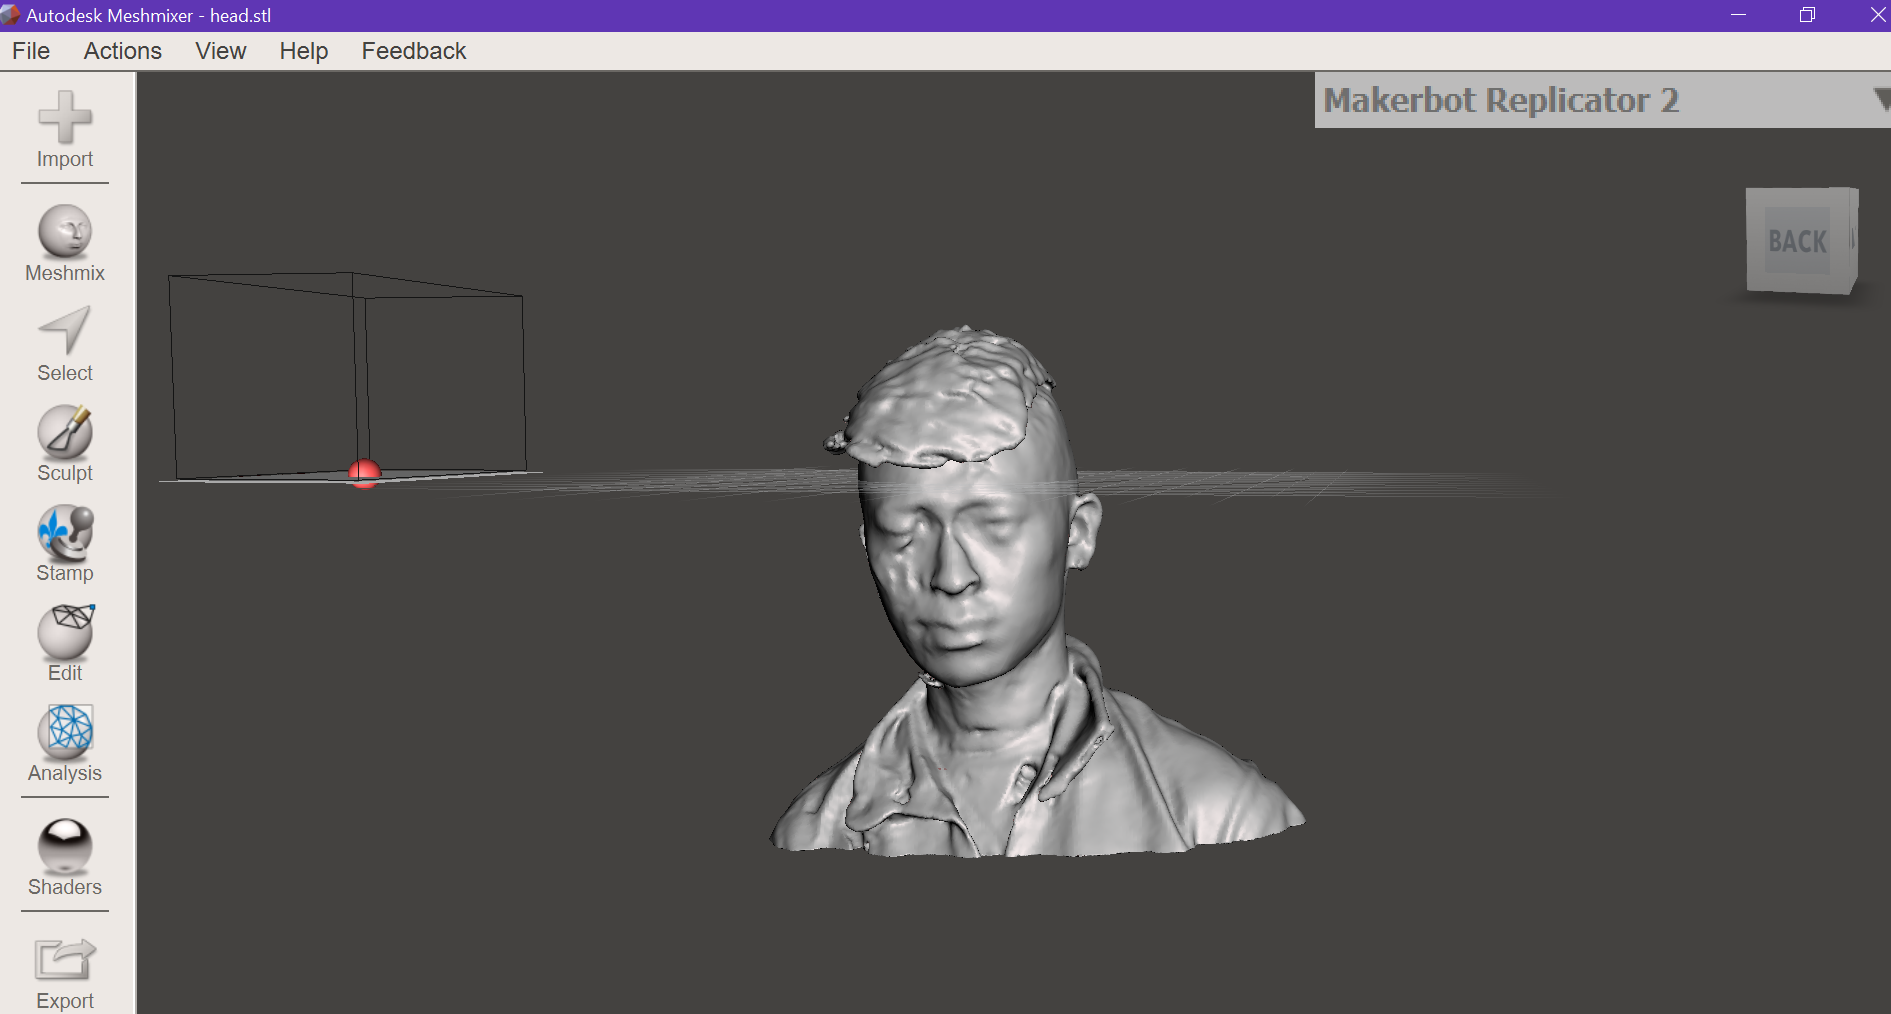 Autodesk Meshmixer - head.stl
File Actions View Help Feedback
Makerbot Replicator 2
Import
Meshmix
Select
Sculpt
Stamp
Edit
Analysis
Shaders
Export
BACK